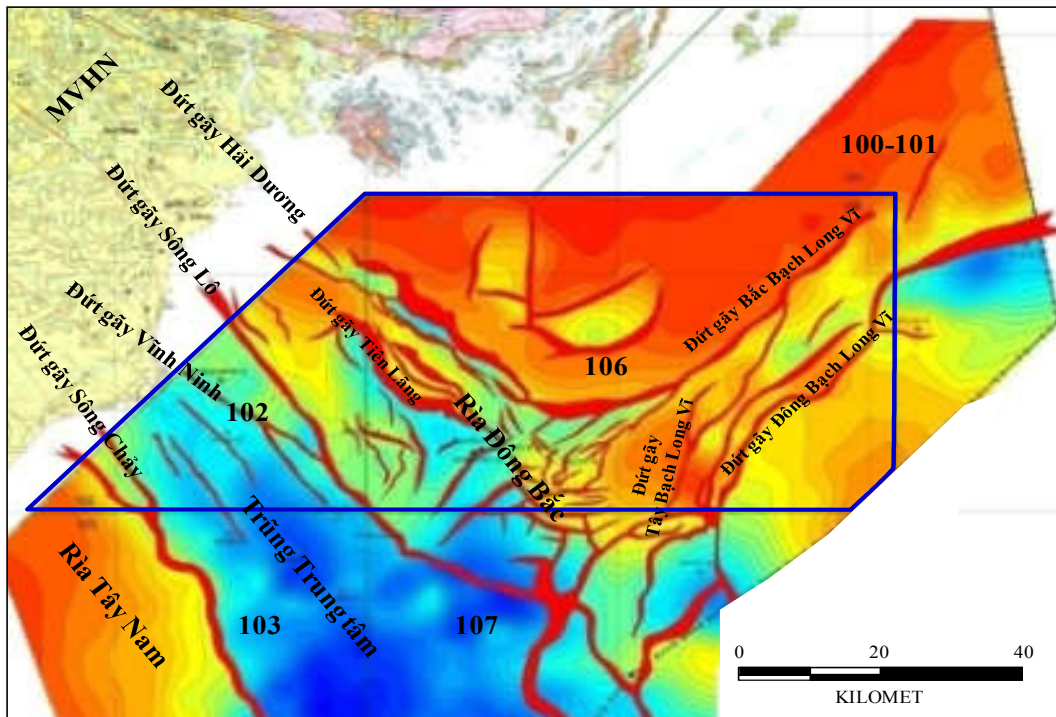 MVHN
Đứt gãy Hải Dương
Đứt gãy Sông Lô
Đứt gãy Vĩnh Ninh
Đứt gãy Sông Chảy
100-101
Đứt gãy Bắc Bạch Long Vĩ
Đứt gãy Tiên Lãng
106
102
Rìa Đông Bắc
Đứt gãy
Tây Bạch Long Vĩ
Đứt gãy Đông Bạch Long Vĩ
Trũng Trung tâm
Rìa Tây Nam
103
107
0 20 40
KILOMET